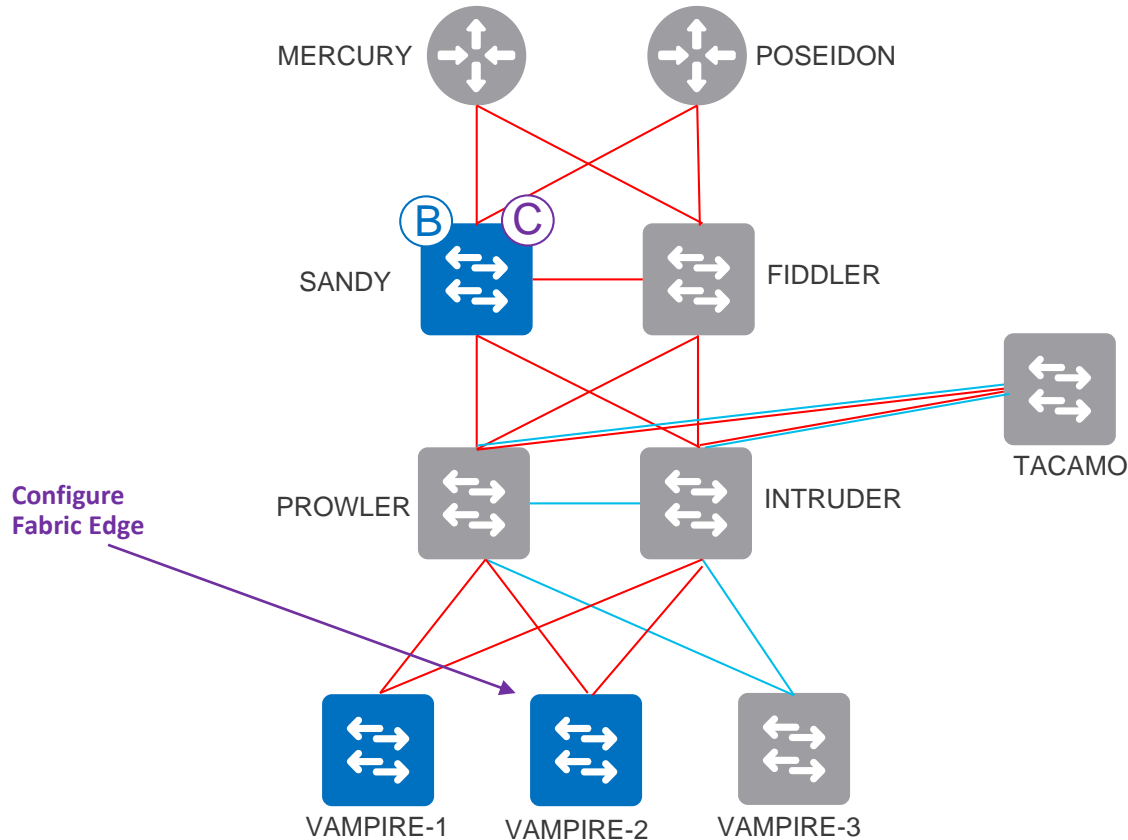 MERCURY
POSEIDON
B
C
SANDY
FIDDLER
TACAMO
Configure
Fabric Edge
PROWLER
INTRUDER
VAMPIRE-1
VAMPIRE-2
VAMPIRE-3